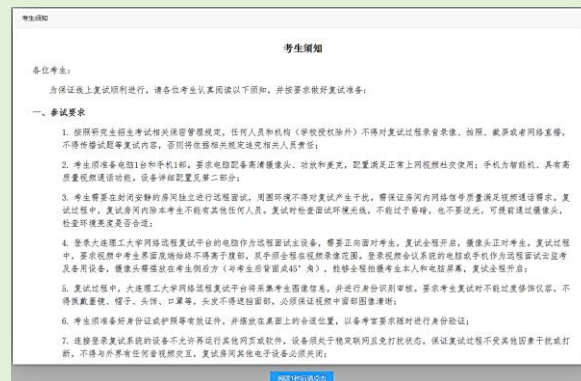 考生须知
考生须知
各位考生：
为保证线上复试顺利进行，请各位考生认真阅读以下须知，并按要求做好复试准备：
一、参试要求
1. 按照研究生招生考试相关保密管理规定，任何人员和机构（学校授权除外）不得对复试过程录音录像、拍照、截屏或者网络直播，
不得传播试题等复试内容，否则将依据相关规定追究相关人员责任；
2. 考生须准备电脑1台和手机1部，要求电脑配备高清摄像头、功放和麦克，配置满足正常上网视频社交使用；手机为智能机、具有高
质量视频通话功能，设备详细配置见第二部分；
3. 考生需要在封闭安静的房间独立进行远程面试，周围环境不得对复试产生干扰，需保证房间内网络信号质量满足视频通话需求。复
试过程中，复试房间内除本考生不能有其他任何人员。复试时检查面试环境光线，不能过于昏暗，也不要逆光，可提前通过摄像头，
检查环境亮度是否合适；
4. 登录大连理工大学网络远程复试平台的电脑作为远程面试主设备，需要正向面对考生，复试全程开启，摄像头正对考生。复试过程
中，要求视频中考生界面底端始终不得高于腹部，双手须全程在视频录像范围。登录视频会议系统的电脑或手机作为远程面试云监考
及备用设备，摄像头需摆放在考生侧后方（与考生后背面成45°角），能够全程拍摄考生本人和电脑屏幕，复试全程开启；
5. 复试过程中，大连理工大学网络远程复试平台将采集考生图像信息，并进行身份识别审核。要求考生复试时不能过度修饰仪容，不
得佩戴墨镜、帽子、头饰、口罩等，头发不得遮挡面部，必须保证视频中面部图像清晰；
6. 考生须准备好身份证或护照等有效证件，并摆放在桌面上的合适位置，以备考官要求随时进行身份验证；
7. 连接登录复试系统的设备不允许再运行其他网页或软件，设备须处于稳定联网且免打扰状态，保证复试过程不受其他因素干扰或打
断，不得与外界有任何音视频交互，复试房间其他电子设备必须关闭；